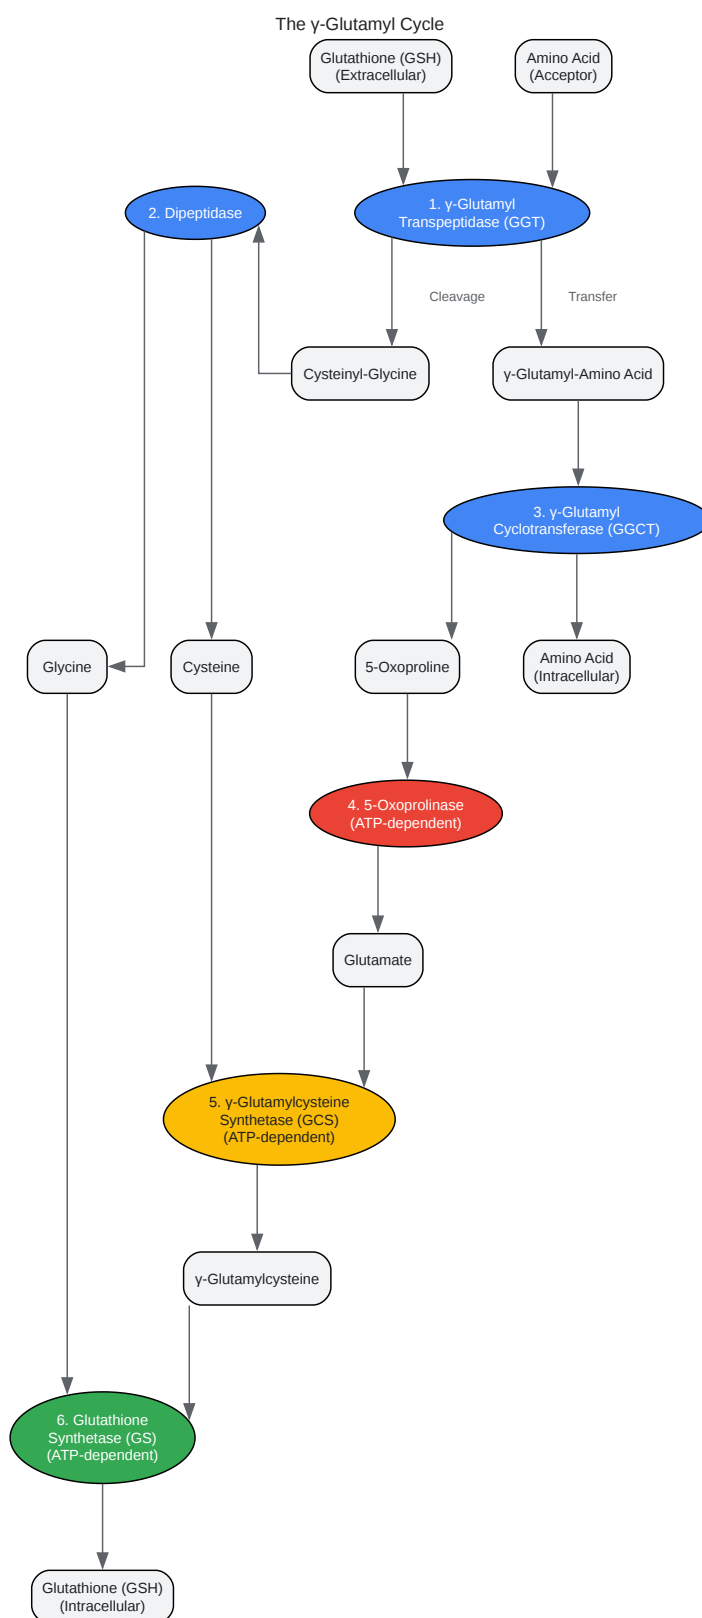 The γ-Glutamyl Cycle
Glutathione (GSH)
(Extracellular)
Amino Acid
(Acceptor)
2. Dipeptidase
1. γ-Glutamyl
Transpeptidase (GGT)
Cleavage
Transfer
Cysteinyl-Glycine
γ-Glutamyl-Amino Acid
3. γ-Glutamyl
Cyclotransferase (GGCT)
Glycine
Cysteine
5-Oxoproline
Amino Acid
(Intracellular)
4. 5-Oxoprolinase
(ATP-dependent)
Glutamate
5. γ-Glutamylcysteine
Synthetase (GCS)
(ATP-dependent)
γ-Glutamylcysteine
6. Glutathione
Synthetase (GS)
(ATP-dependent)
Glutathione (GSH)
(Intracellular)